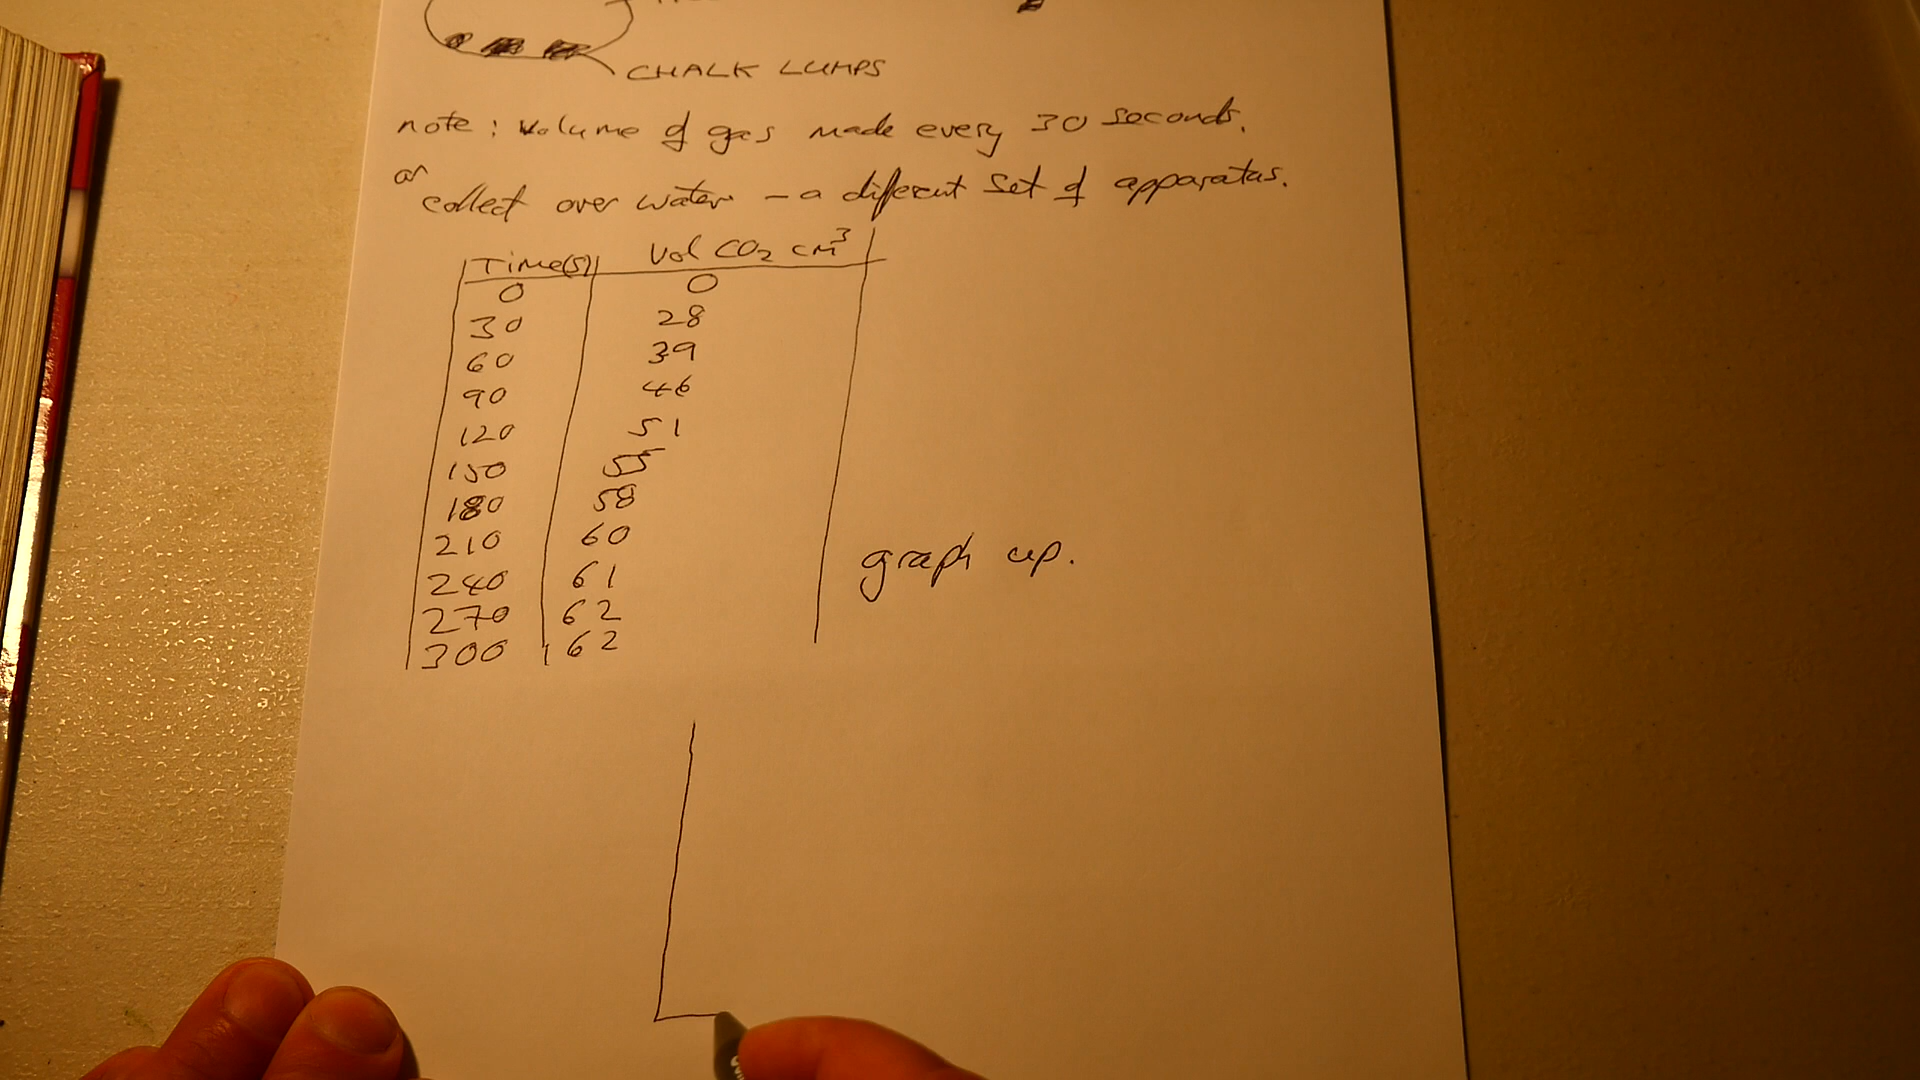 CHALK LUMPS
note: Volume of gas made every 30 seconds.
or
collect over water - a different set of apparatus.
Time(s) Vol CO2 cm3
0 0
30 28
60 39
90 46
120 51
150 55
180 58
210 60
240 61
270 62
300 62
graph up.